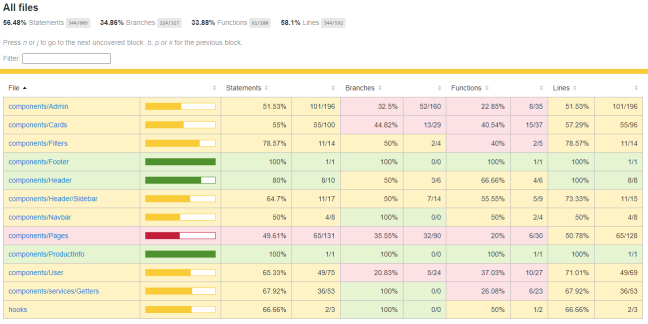 All files
56.48% Statements 344/609 34.86% Branches 114/327 33.88% Functions 61/180 58.1% Lines 344/592
Press n or j to go to the next uncovered block, b, p or k for the previous block.
Filter:
File Statements Branches Functions Lines
components/Admin 51.53% 101/196 32.5% 52/160 22.85% 8/35 51.53% 101/196
components/Cards 55% 55/100 44.82% 13/29 40.54% 15/37 57.29% 55/96
components/Filters 78.57% 11/14 50% 2/4 40% 2/5 78.57% 11/14
components/Footer 100% 1/1 100% 0/0 100% 1/1 100% 1/1
components/Header 80% 8/10 50% 3/6 66.66% 4/6 100% 8/8
components/Header/Sidebar 64.7% 11/17 50% 7/14 55.55% 5/9 73.33% 11/15
components/Navbar 50% 4/8 100% 0/0 50% 2/4 50% 4/8
components/Pages 49.61% 65/131 35.55% 32/90 20% 6/30 50.78% 65/128
components/ProductInfo 100% 1/1 100% 0/0 100% 1/1 100% 1/1
components/User 65.33% 49/75 20.83% 5/24 37.03% 10/27 71.01% 49/69
components/services/Getters 67.92% 36/53 100% 0/0 26.08% 6/23 67.92% 36/53
hooks 66.66% 2/3 100% 0/0 50% 1/2 66.66% 2/3